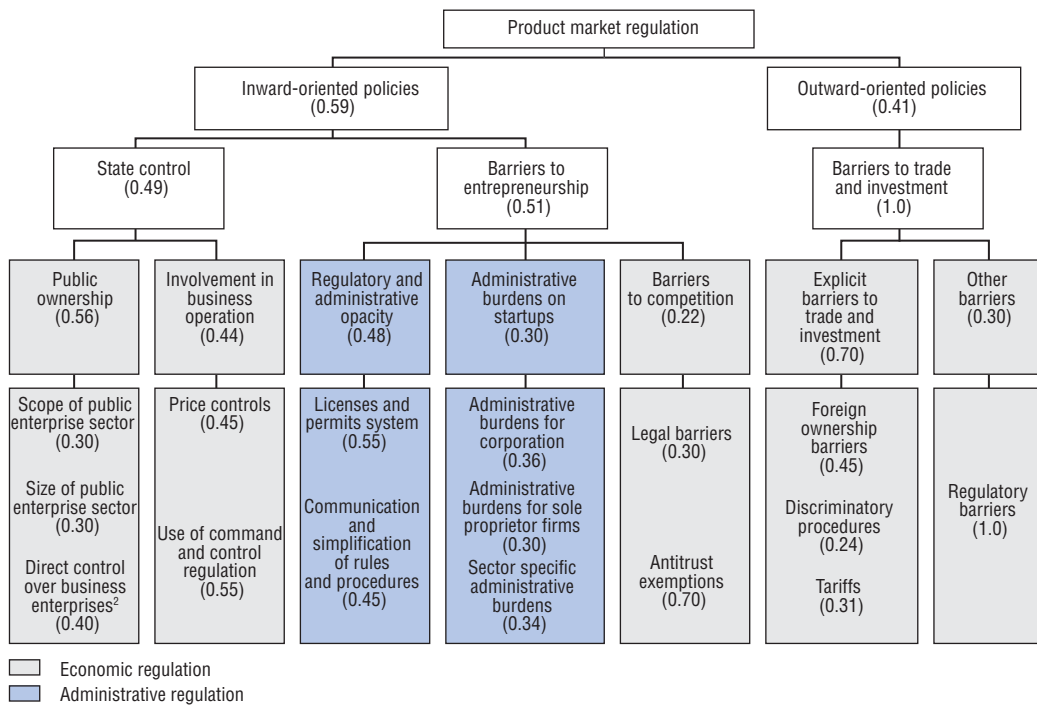 Product market regulation
Inward-oriented policies
(0.59)
Outward-oriented policies
(0.41)
State control
(0.49)
Barriers to
entrepreneurship
(0.51)
Barriers to trade
and investment
(1.0)
Public
ownership
(0.56)
Involvement in
business
operation
(0.44)
Regulatory and
administrative
opacity
(0.48)
Administrative
burdens on
startups
(0.30)
Barriers
to competition
(0.22)
Explicit
barriers to
trade and
investment
(0.70)
Other
barriers
(0.30)
Scope of public
enterprise sector
(0.30)
Size of public
enterprise sector
(0.30)
Direct control
over business
enterprises²
(0.40)
Price controls
(0.45)
Use of command
and control
regulation
(0.55)
Licenses and
permits system
(0.55)
Communication
and
simplification
of rules
and procedures
(0.45)
Administrative
burdens for
corporation
(0.36)
Administrative
burdens for sole
proprietor firms
(0.30)
Sector specific
administrative
burdens
(0.34)
Legal barriers
(0.30)
Antitrust
exemptions
(0.70)
Foreign
ownership
barriers
(0.45)
Discriminatory
procedures
(0.24)
Tariffs
(0.31)
Regulatory
barriers
(1.0)
Economic regulation
Administrative regulation